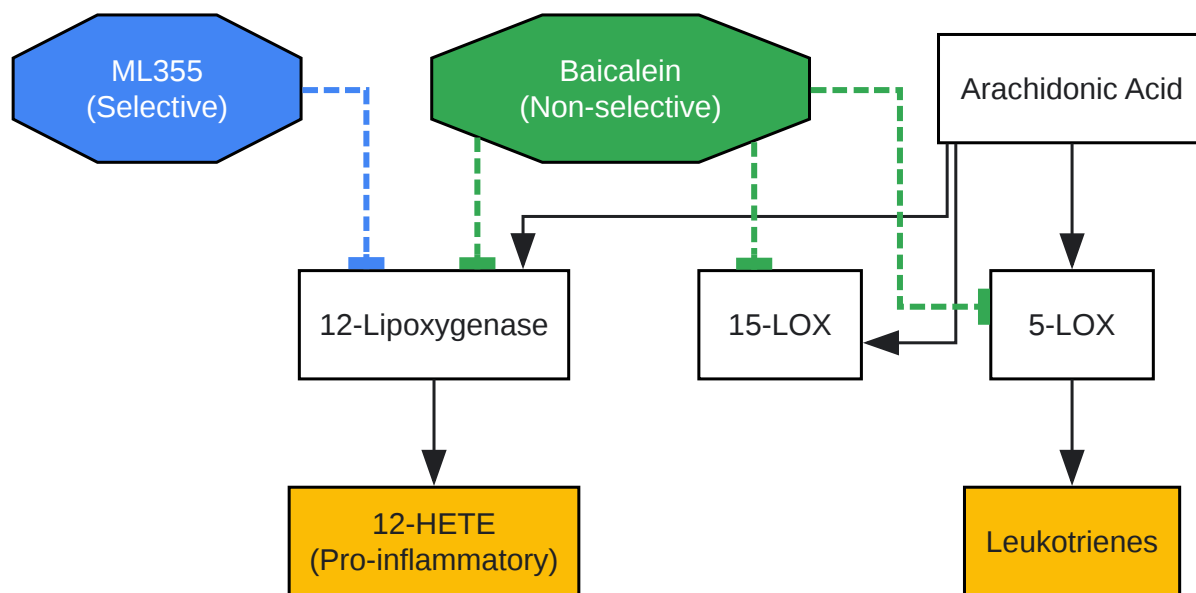 ML355
(Selective)
Baicalein
(Non-selective)
Arachidonic Acid
12-Lipoxygenase
15-LOX
5-LOX
12-HETE
(Pro-inflammatory)
Leukotrienes